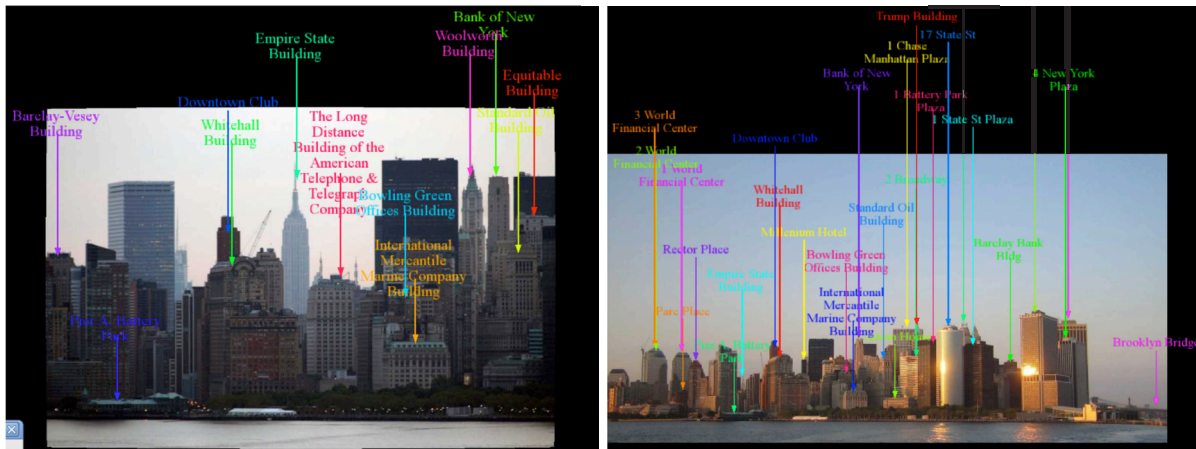 Bank of New
York
Empire State
Building
Woolworth
Building
Equitable
Building
Downtown Club
Standard Oil
Building
Barclay-Vesey
Building
Whitehall
Building
The Long
Distance
Building of the
American
Telephone &
Telegraph
Company
Bowling Green
Offices Building
International
Mercantile
Marine Company
Building
Pier A, Battery
Park
Trump Building
17 State St
1 Chase
Manhattan Plaza
Bank of New
York
4 New York
Plaza
1 Battery Park
Plaza
3 World
Financial Center
1 State St Plaza
Downtown Club
2 World
Financial Center
1 World
Financial Center
2 Broadway
Whitehall
Building
Standard Oil
Building
Millenium Hotel
Rector Place
Barclay Bank
Bldg
Bowling Green
Offices Building
Empire State
Building
International
Mercantile
Marine Company
Building
Parc Place
Pier A, Battery
Park
Brooklyn Bridge